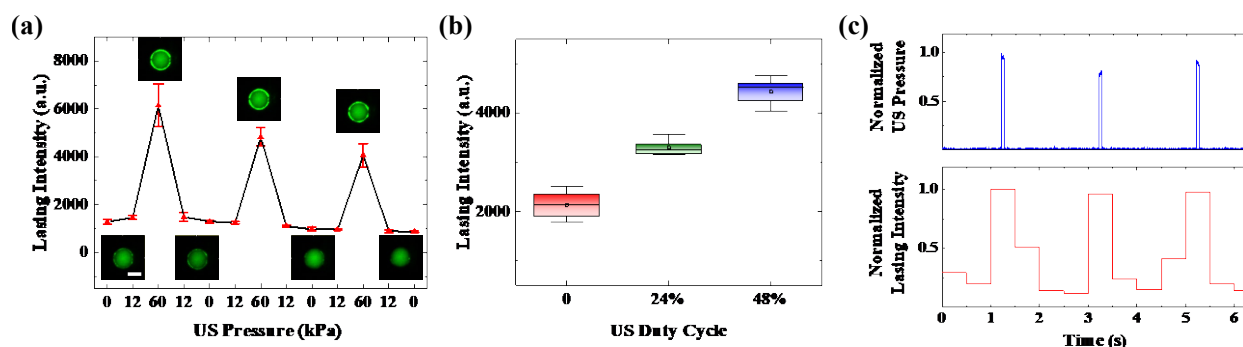 (a)
Lasing Intensity (a.u.)
8000
6000
4000
2000
0
0 12 60 12 0 12 60 12 0 12 60 12 0
US Pressure (kPa)
(b)
Lasing Intensity (a.u.)
4000
2000
0 24% 48%
US Duty Cycle
(c)
Normalized
US Pressure
1.0
0.5
Normalized
Lasing Intensity
1.0
0.5
0 1 2 3 4 5 6
Time (s)